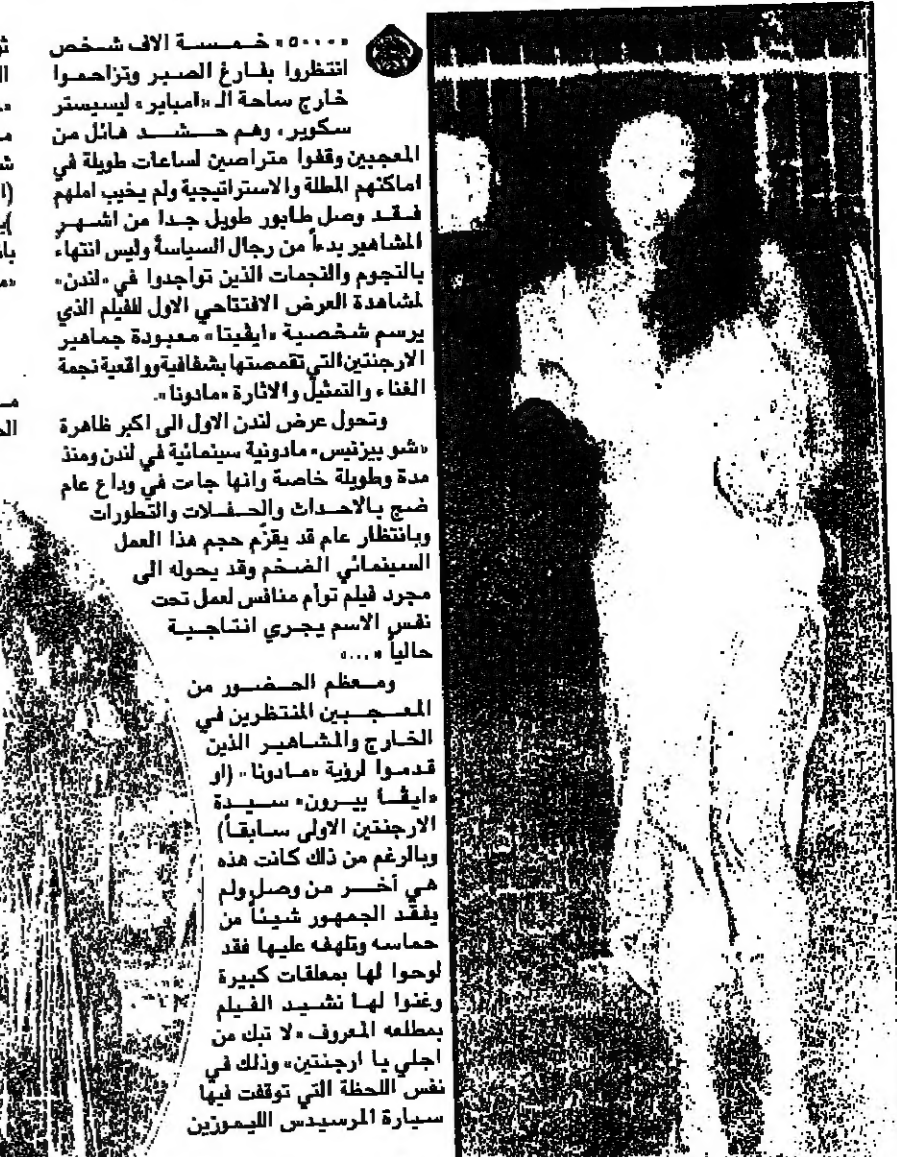 «٥٠٠٠» خمسة الاف شخص
انتظروا بفارغ الصبر وتزاحموا
خارج ساحة الـ «امباير» ليسيستر
سكوير» وهم حشد هائل من
المعجبين وقفوا متراصين لساعات طويلة في
اماكنهم المطلة والاستراتيجية ولم يخيب املهم
فقد وصل طابور طويل جدا من اشهر
المشاهير بدءاً من رجال السياسة وليس انتهاء
بالنجوم والنجمات الذين تواجدوا في «لندن»
لمشاهدة العرض الافتتاحي الاول للفيلم الذي
يرسم شخصية «ايڤيتا» معبودة جماهير
الارجنتين التي تقمصتها بشفافية وواقعية نجمة
الغناء والتمثيل والاثارة «مادونا».
وتحول عرض لندن الاول الى اكبر ظاهرة
«شو بيزنيس» مادونية سينمائية في لندن ومنذ
مدة وطويلة خاصة وانها جاءت في وداع عام
ضج بالاحداث والحفلات والتطورات
وبانتظار عام قد يقزّم حجم هذا العمل
السينمائي الضخم وقد يحوله الى
مجرد فيلم توأم منافس لعمل تحت
نفس الاسم يجري انتاجية
حالياً «...»
ومعظم الحضور من
المعجبين المنتظرين في
الخارج والمشاهير الذين
قدموا لرؤية «مادونا» (او
«ايڤا بيرون» سيدة
الارجنتين الاولى سابقاً)
وبالرغم من ذلك كانت هذه
هي أخر من وصل ولم
يفقد الجمهور شيئاً من
حماسه وتلهفه عليها فقد
لوحوا لها بمعلقات كبيرة
وغنوا لها نشيد الفيلم
بمطلعه المعروف «لا تبك من
اجلي يا ارجنتين» وذلك في
نفس اللحظة التي توقفت فيها
سيارة المرسيدس الليموزين